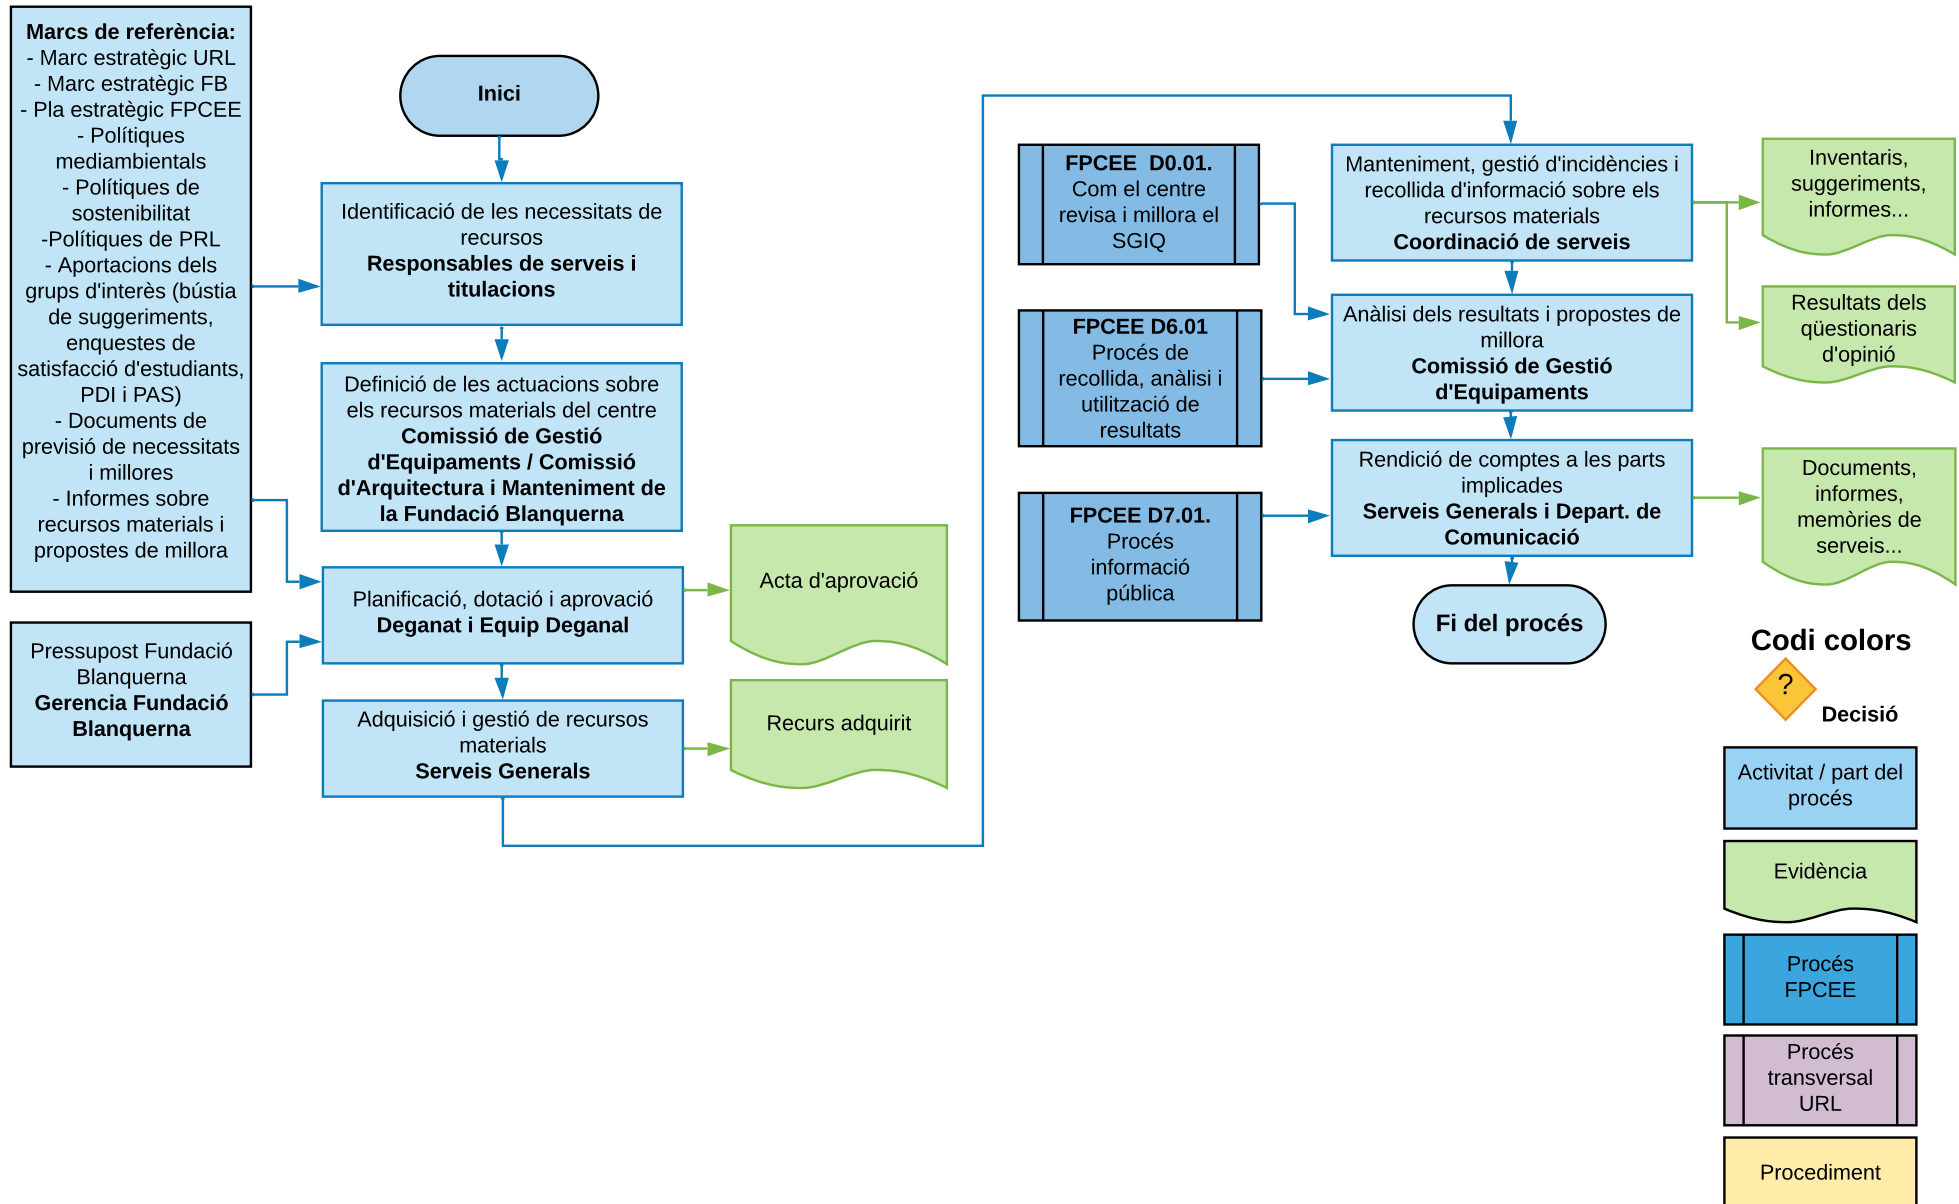 Marcs de referència:
- Marc estratègic URL
- Marc estratègic FB
- Pla estratègic FPCEE
- Polítiques
mediambientals
- Polítiques de
sostenibilitat
-Polítiques de PRL
- Aportacions dels
grups d'interès (bústia
de suggeriments,
enquestes de
satisfacció d'estudiants,
PDI i PAS)
- Documents de
previsió de necessitats
i millores
- Informes sobre
recursos materials i
propostes de millora
Pressupost Fundació
Blanquerna
Gerencia Fundació
Blanquerna
Inici
Identificació de les necessitats de
recursos
Responsables de serveis i
titulacions
Definició de les actuacions sobre
els recursos materials del centre
Comissió de Gestió
d'Equipaments / Comissió
d'Arquitectura i Manteniment de
la Fundació Blanquerna
Planificació, dotació i aprovació
Deganat i Equip Deganal
Adquisició i gestió de recursos
materials
Serveis Generals
Acta d'aprovació
Recurs adquirit
FPCEE  D0.01.
Com el centre
revisa i millora el
SGIQ
FPCEE D6.01
Procés de
recollida, anàlisi i
utilització de
resultats
FPCEE D7.01.
Procés
informació
pública
Manteniment, gestió d'incidències i
recollida d'informació sobre els
recursos materials
Coordinació de serveis
Anàlisi dels resultats i propostes de
millora
Comissió de Gestió
d'Equipaments
Rendició de comptes a les parts
implicades
Serveis Generals i Depart. de
Comunicació
Fi del procés
Inventaris,
suggeriments,
informes...
Resultats dels
qüestionaris
d'opinió
Documents,
informes,
memòries de
serveis...
Codi colors
?
Decisió
Activitat / part del
procés
Evidència
Procés
FPCEE
Procés
transversal
URL
Procediment